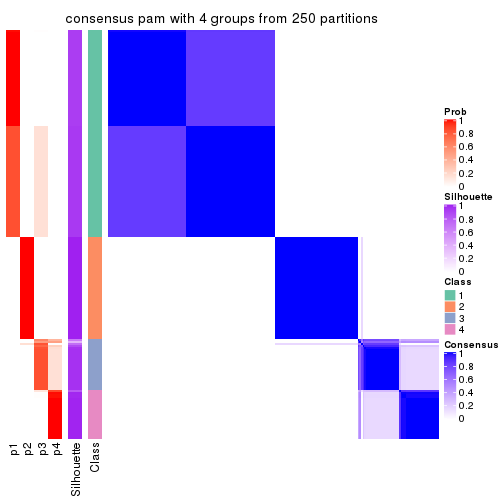 consensus pam with 4 groups from 250 partitions
Prob
1
0.8
0.6
0.4
0.2
0
Silhouette
1
0.8
0.6
0.4
0.2
0
Class
1
2
3
4
Consensus
1
0.8
0.6
0.4
0.2
0
p1
p2
p3
p4
Silhouette
Class